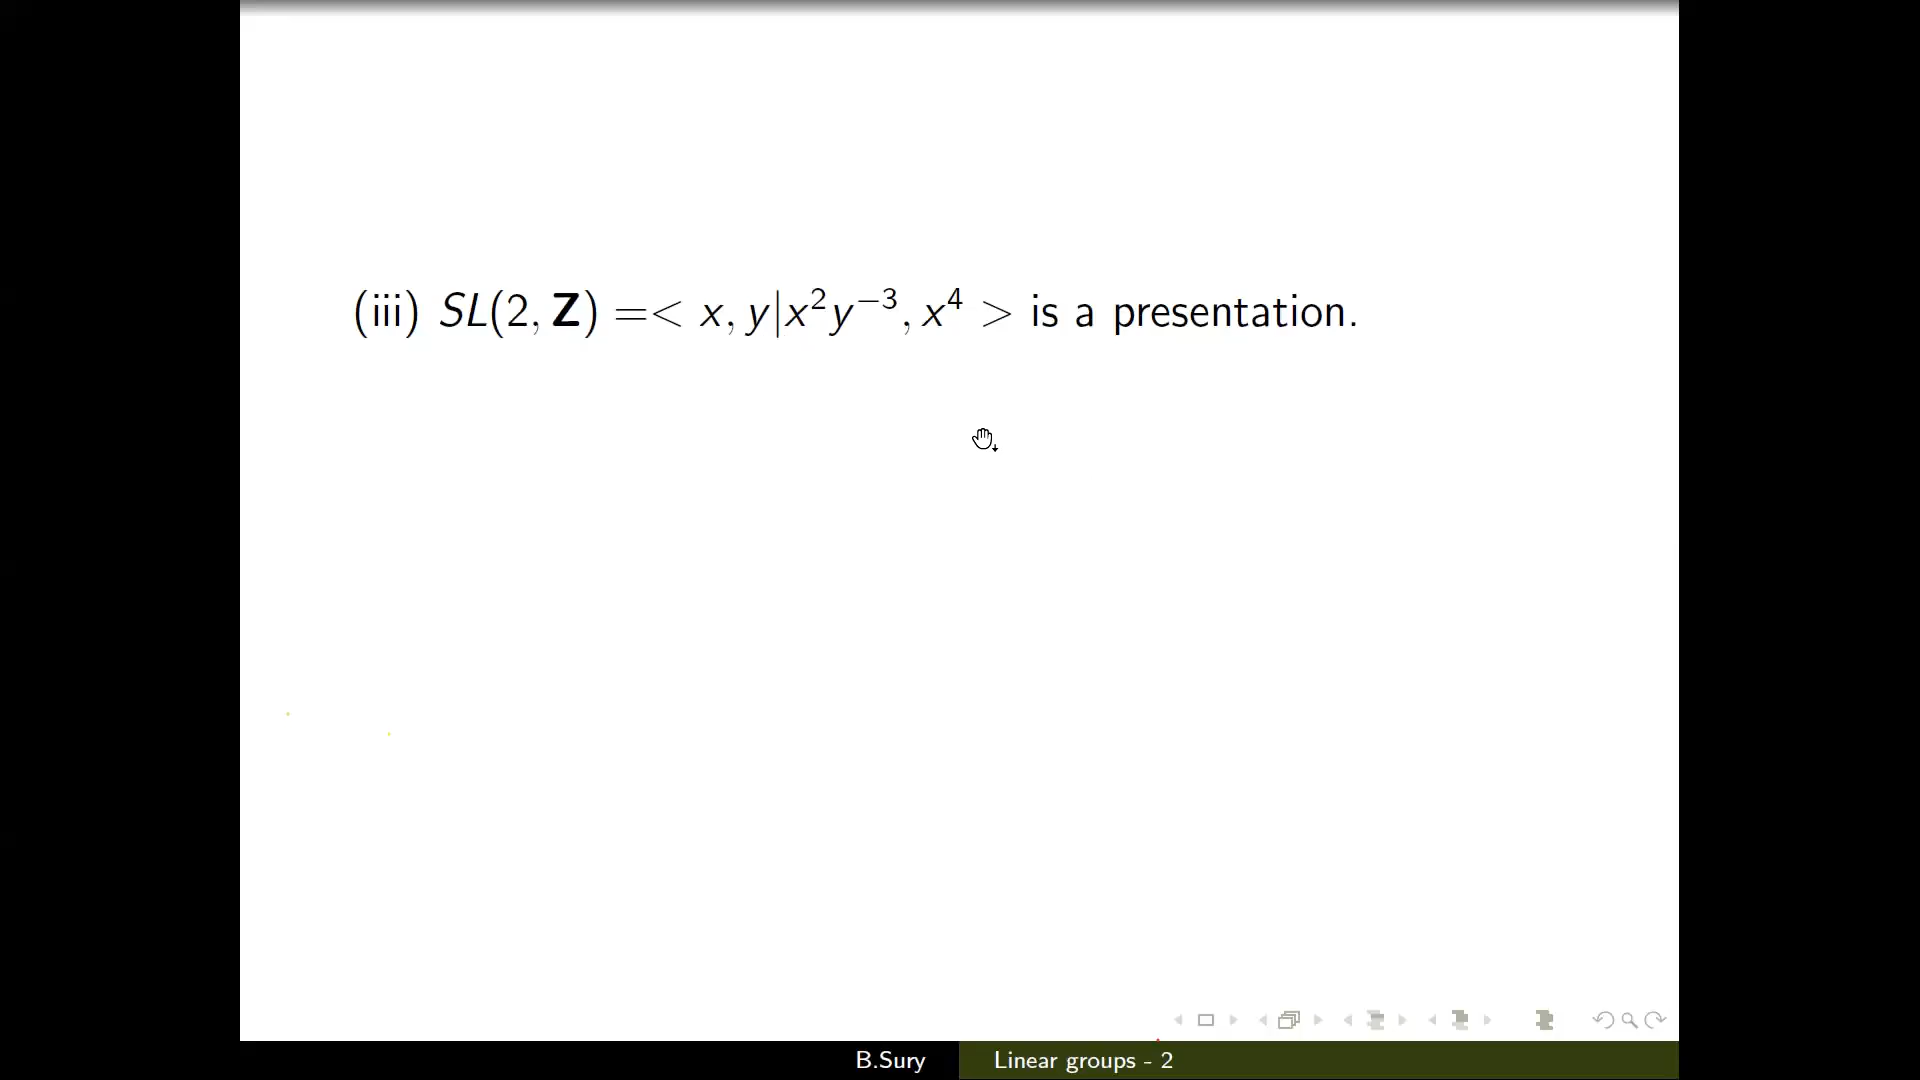 (iii) SL(2, Z) =< x, y|x²y⁻³, x⁴ > is a presentation.
B.Sury Linear groups - 2